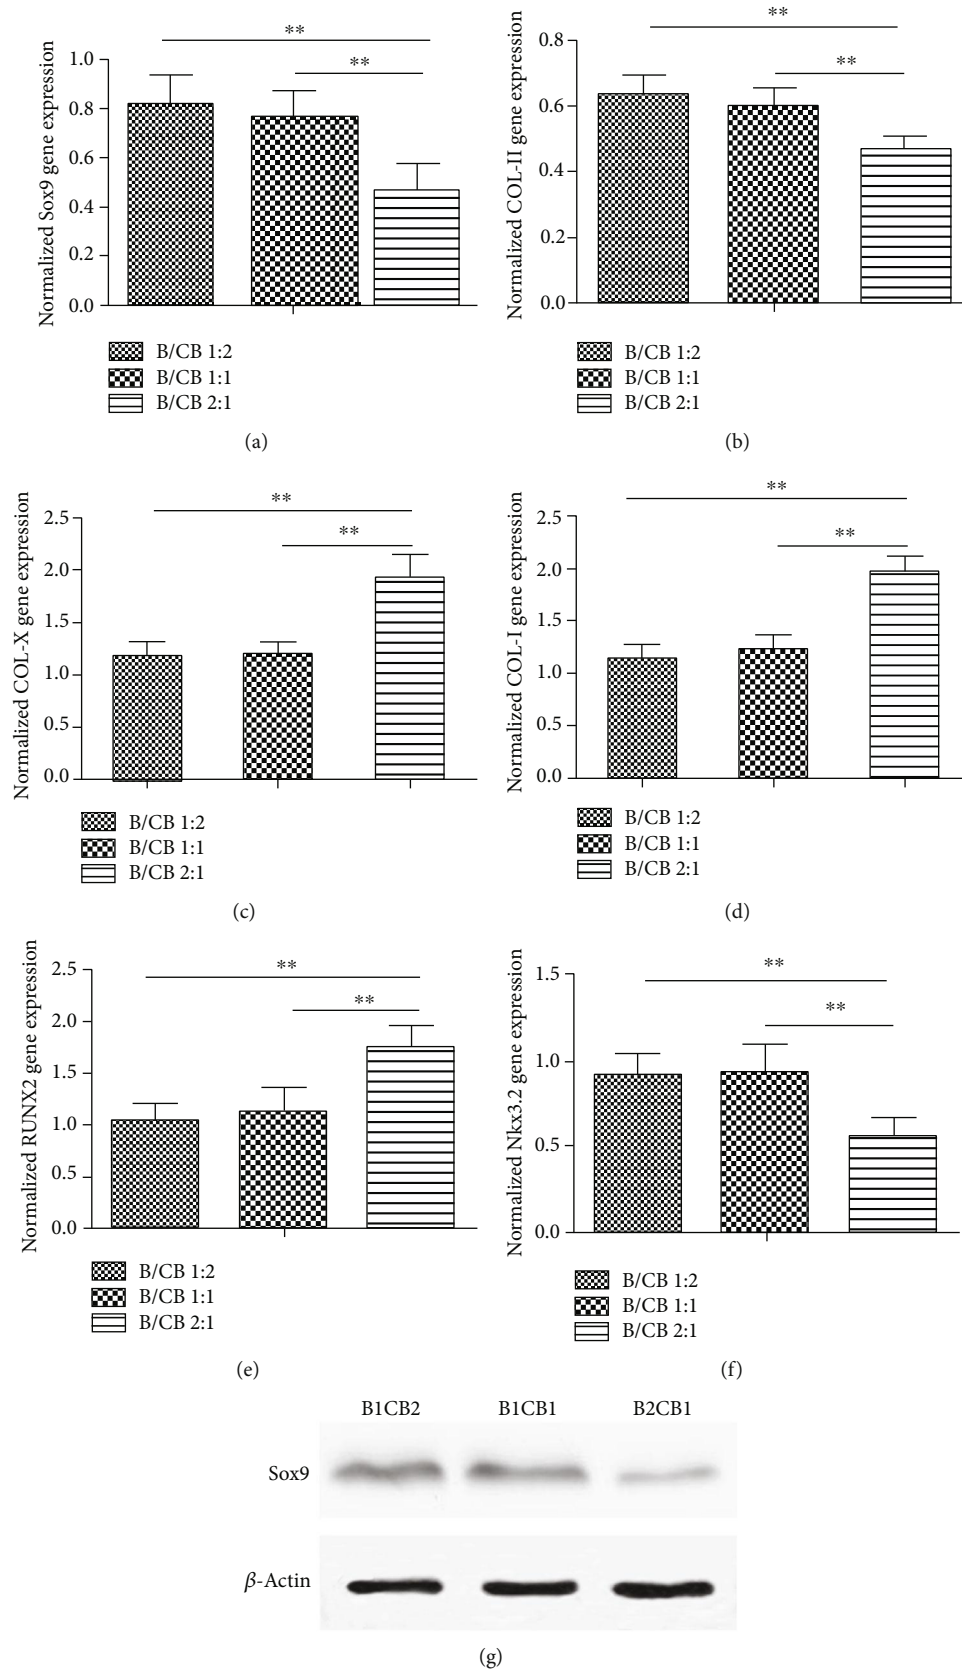 **
**
Normalized Sox9 gene expression
1.0
0.8
0.6
0.4
0.2
0.0
B/CB 1:2
B/CB 1:1
B/CB 2:1
(a)
**
**
Normalized COL-II gene expression
0.8
0.6
0.4
0.2
0.0
B/CB 1:2
B/CB 1:1
B/CB 2:1
(b)
**
**
Normalized COL-X gene expression
2.5
2.0
1.5
1.0
0.5
0.0
B/CB 1:2
B/CB 1:1
B/CB 2:1
(c)
**
**
Normalized COL-I gene expression
2.5
2.0
1.5
1.0
0.5
0.0
B/CB 1:2
B/CB 1:1
B/CB 2:1
(d)
**
**
Normalized RUNX2 gene expression
2.5
2.0
1.5
1.0
0.5
0.0
B/CB 1:2
B/CB 1:1
B/CB 2:1
(e)
**
**
Normalized Nkx3.2 gene expression
1.5
1.0
0.5
0.0
B/CB 1:2
B/CB 1:1
B/CB 2:1
(f)
B1CB2 B1CB1 B2CB1
Sox9
β-Actin
(g)